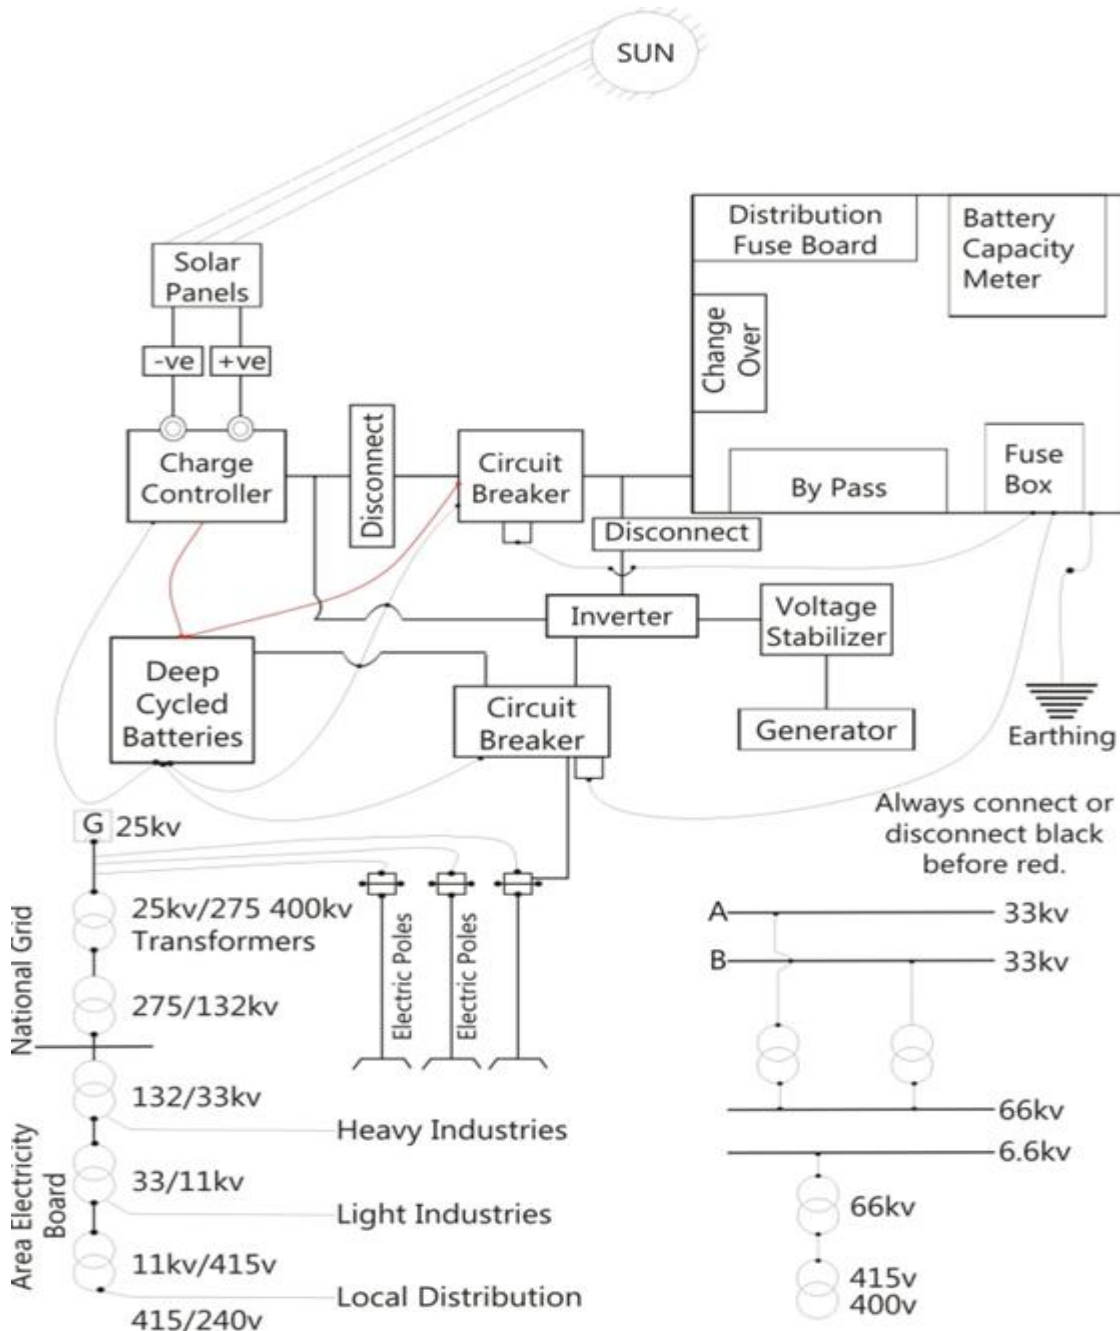 SUN
Distribution
Fuse Board
Battery
Capacity
Meter
Solar
Panels
-ve
+ve
Change
Over
Charge
Controller
Disconnect
Circuit
Breaker
By Pass
Fuse
Box
Disconnect
Inverter
Voltage
Stabilizer
Deep
Cycled
Batteries
Circuit
Breaker
Generator
Earthing
Always connect or
disconnect black
before red.
G
25kv
National Grid
25kv/275 400kv
Transformers
275/132kv
Electric Poles
Electric Poles
A
33kv
B
33kv
66kv
6.6kv
66kv
415v
400v
Area Electricity
Board
132/33kv
Heavy Industries
33/11kv
Light Industries
11kv/415v
Local Distribution
415/240v